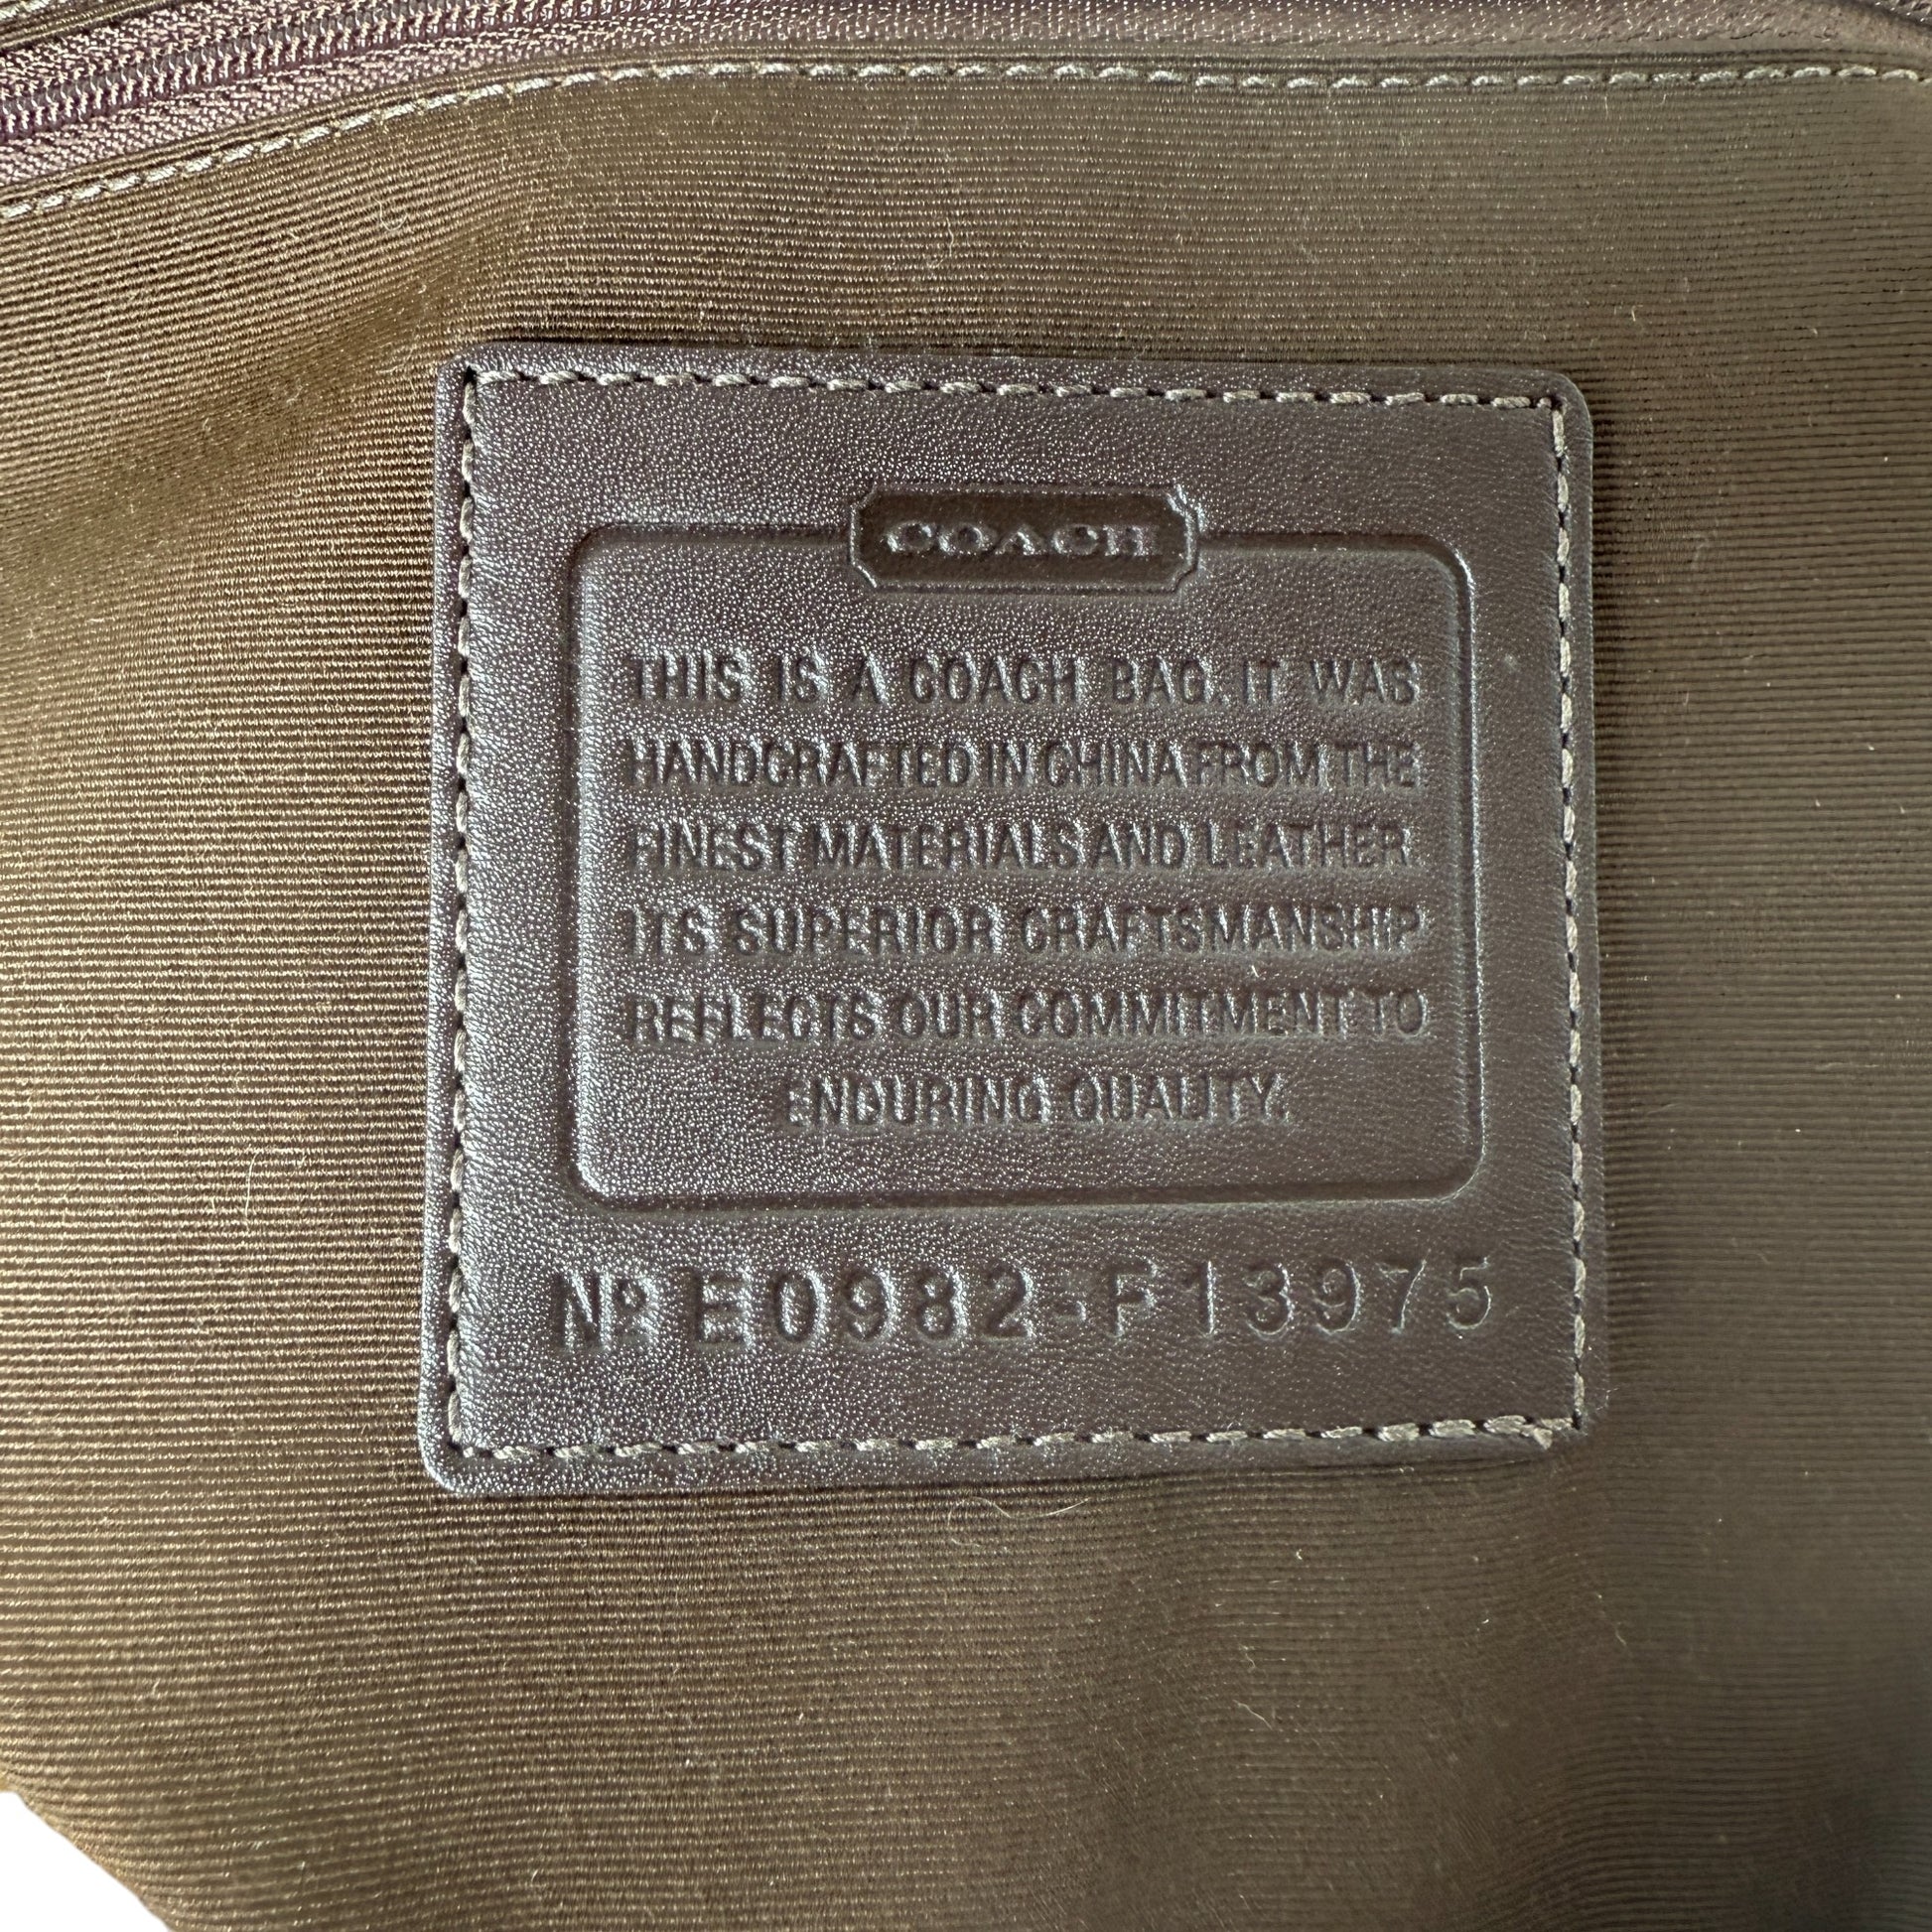 COACH
THIS IS A COACH BAG. IT WAS
HANDCRAFTED IN CHINA FROM THE
FINEST MATERIALS AND LEATHER.
ITS SUPERIOR CRAFTSMANSHIP
REFLECTS OUR COMMITMENT TO
ENDURING QUALITY.
Nº E0982-F13975